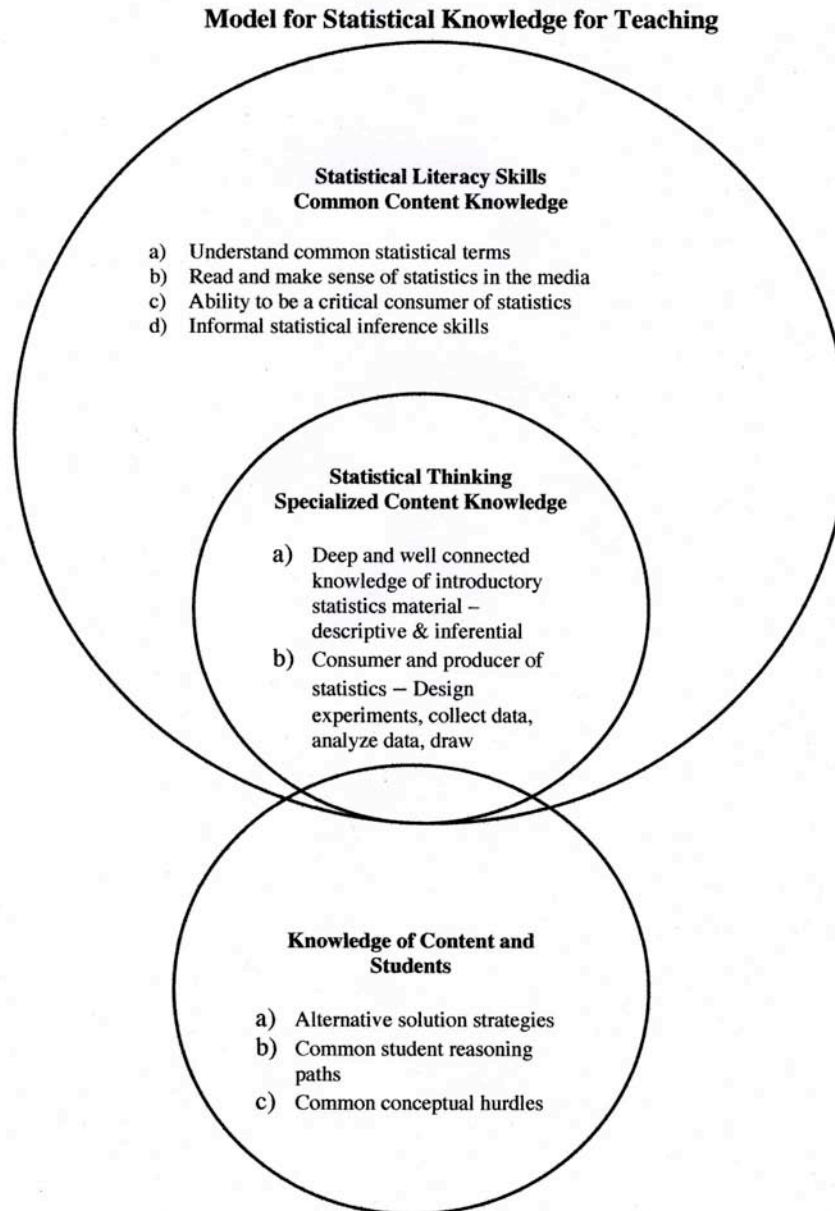 Model for Statistical Knowledge for Teaching
Statistical Literacy Skills
Common Content Knowledge
a) Understand common statistical terms
b) Read and make sense of statistics in the media
c) Ability to be a critical consumer of statistics
d) Informal statistical inference skills
Statistical Thinking
Specialized Content Knowledge
a) Deep and well connected
knowledge of introductory
statistics material –
descriptive & inferential
b) Consumer and producer of
statistics – Design
experiments, collect data,
analyze data, draw
Knowledge of Content and
Students
a) Alternative solution strategies
b) Common student reasoning
paths
c) Common conceptual hurdles